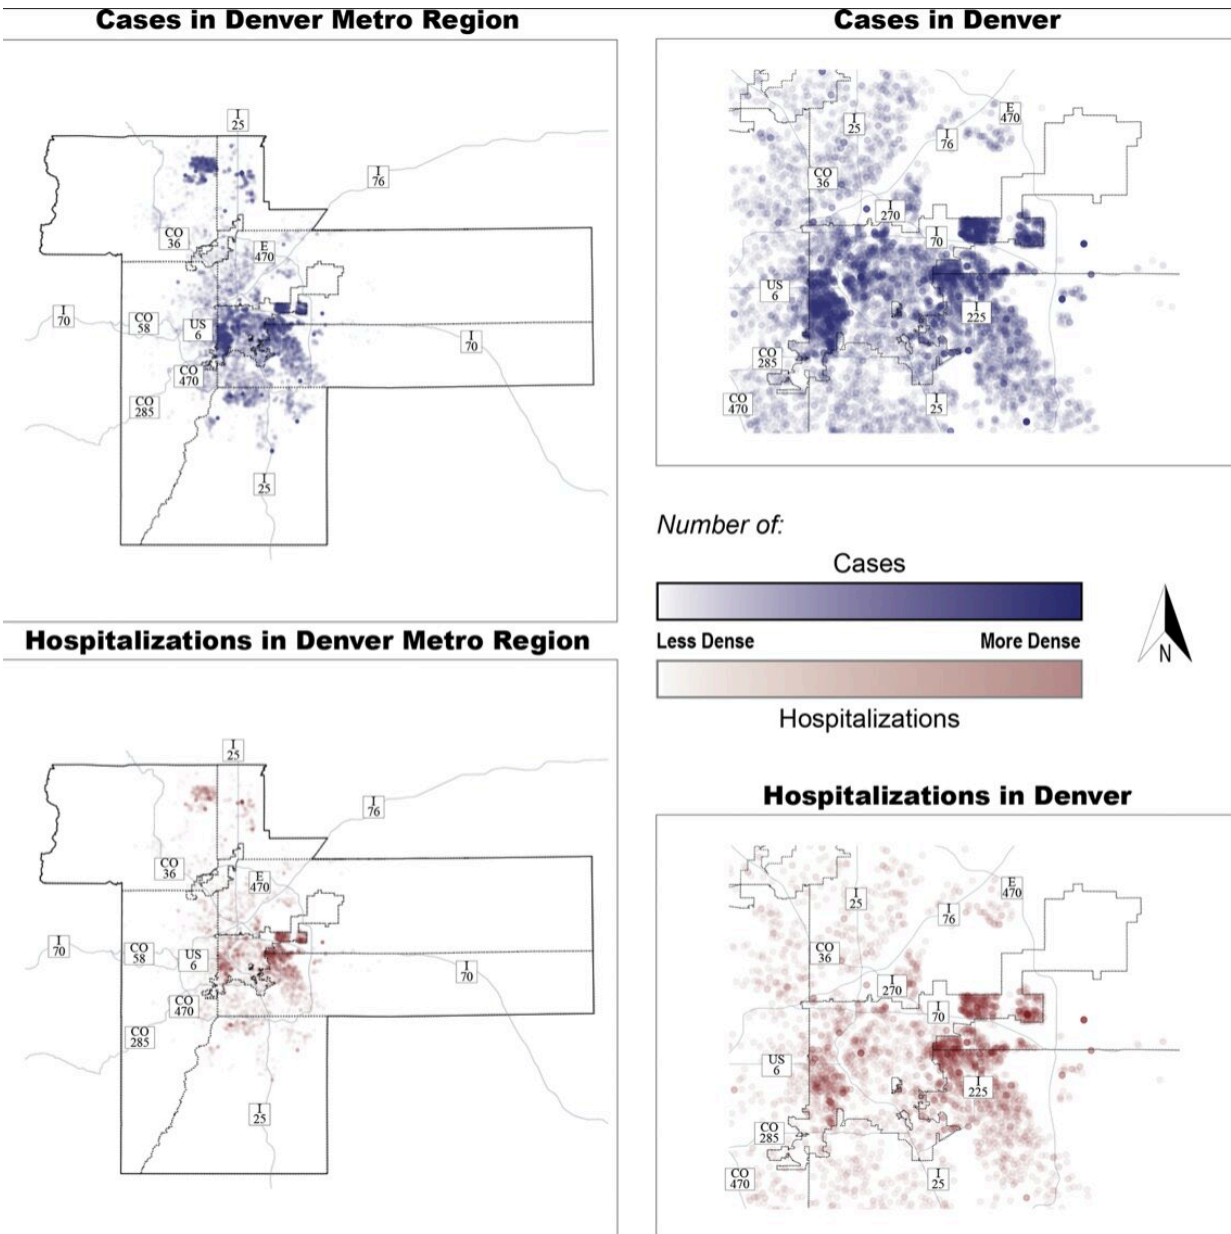 Cases in Denver Metro Region
I
25
I
76
CO
36
E
470
I
70
CO
58
US
6
I
70
CO
470
CO
285
I
25
Cases in Denver
E
470
I
25
I
76
CO
36
I
270
I
70
US
6
I
225
CO
285
CO
470
I
25
Number of:
Cases
Less Dense More Dense
Hospitalizations
N
Hospitalizations in Denver Metro Region
I
25
I
76
CO
36
E
470
I
70
CO
58
US
6
I
70
CO
470
CO
285
I
25
Hospitalizations in Denver
E
470
I
25
I
76
CO
36
I
270
I
70
US
6
I
225
CO
285
CO
470
I
25